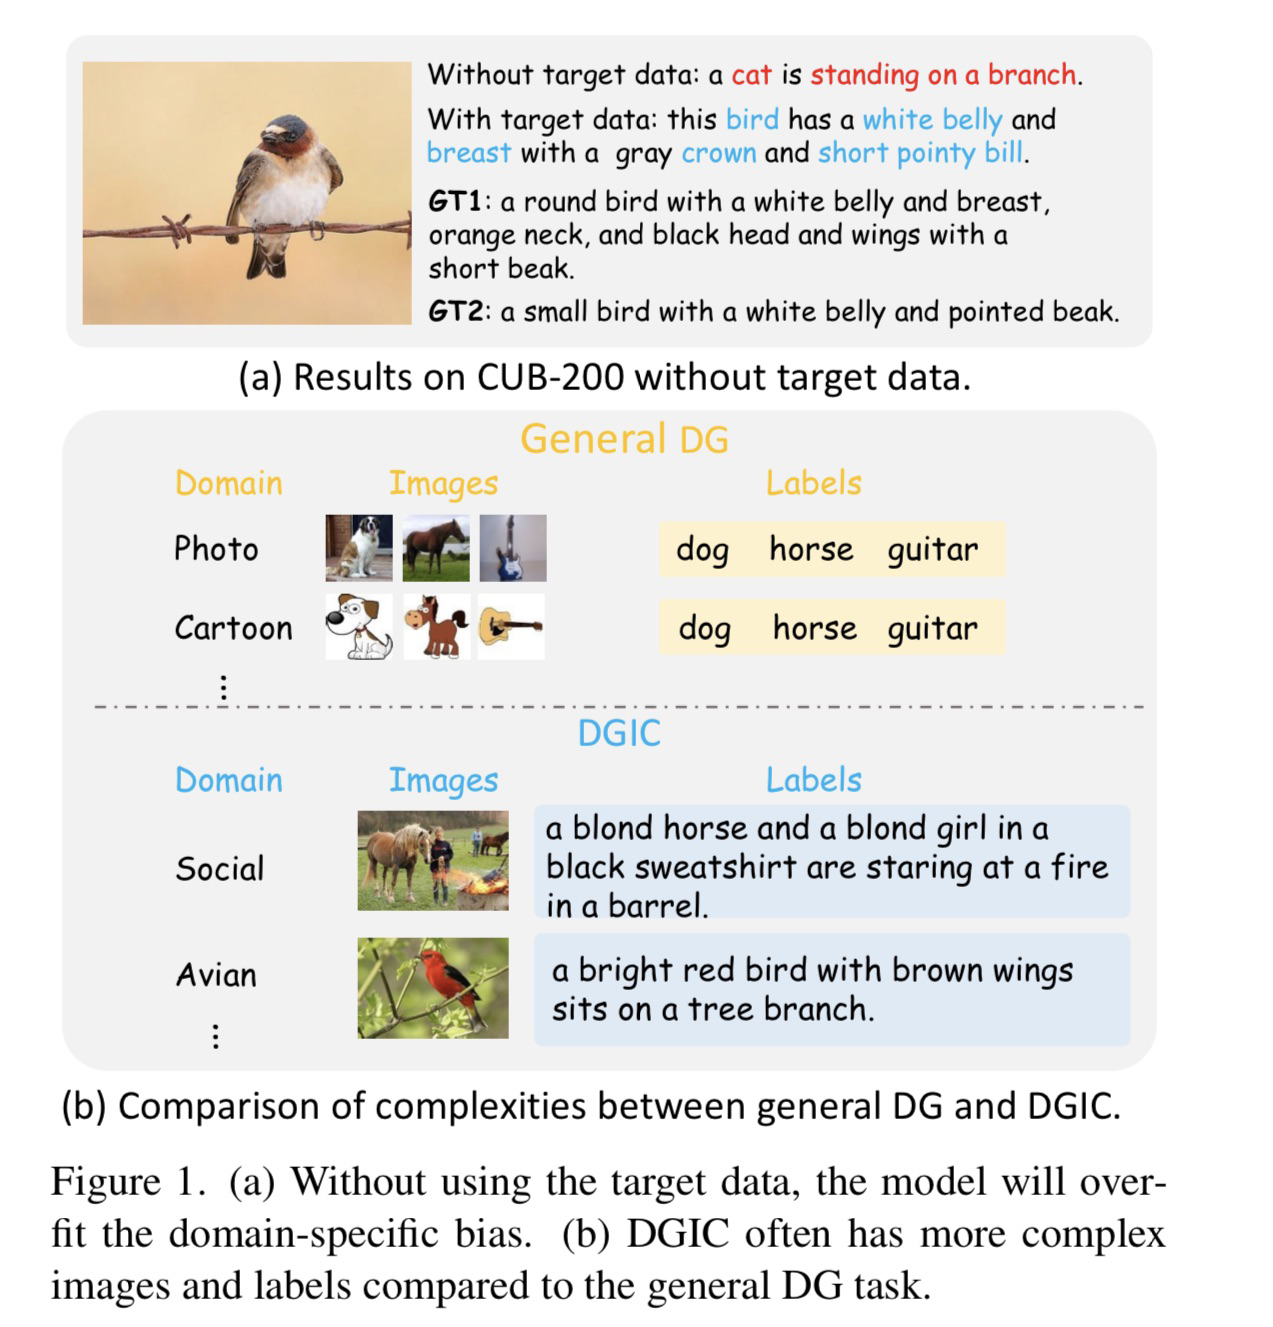 Without target data: a cat is standing on a branch.
With target data: this bird has a white belly and
breast with a gray crown and short pointy bill.
GT1: a round bird with a white belly and breast,
orange neck, and black head and wings with a
short beak.
GT2: a small bird with a white belly and pointed beak.
(a) Results on CUB-200 without target data.
General DG
Domain Images Labels
Photo dog horse guitar
Cartoon dog horse guitar
⋮
DGIC
Domain Images Labels
Social
a blond horse and a blond girl in a
black sweatshirt are staring at a fire
in a barrel.
Avian
a bright red bird with brown wings
sits on a tree branch.
⋮
(b) Comparison of complexities between general DG and DGIC.
Figure 1. (a) Without using the target data, the model will over-
fit the domain-specific bias. (b) DGIC often has more complex
images and labels compared to the general DG task.